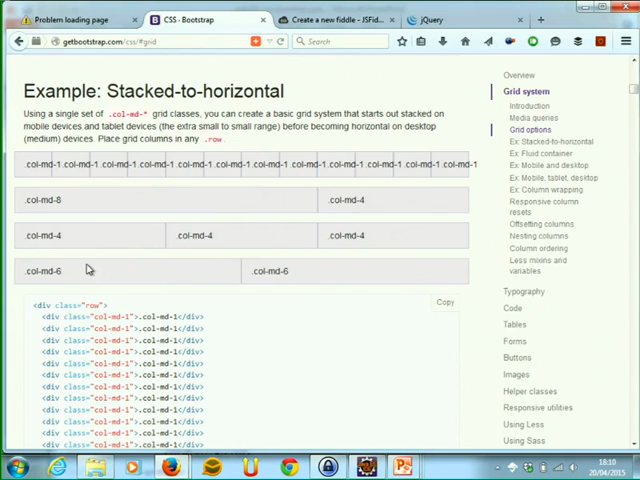 Problem loading page
CSS · Bootstrap
Create a new fiddle - JSFid...
jQuery
getbootstrap.com/css/#grid
Search
Example: Stacked-to-horizontal
Using a single set of .col-md-* grid classes, you can create a basic grid system that starts out stacked on
mobile devices and tablet devices (the extra small to small range) before becoming horizontal on desktop
(medium) devices. Place grid columns in any .row.
.col-md-1 .col-md-1 .col-md-1 .col-md-1 .col-md-1 .col-md-1 .col-md-1 .col-md-1 .col-md-1 .col-md-1 .col-md-1 .col-md-1
.col-md-8 .col-md-4
.col-md-4 .col-md-4 .col-md-4
.col-md-6 .col-md-6
Copy
<div class="row">
<div class="col-md-1">.col-md-1</div>
<div class="col-md-1">.col-md-1</div>
<div class="col-md-1">.col-md-1</div>
<div class="col-md-1">.col-md-1</div>
<div class="col-md-1">.col-md-1</div>
<div class="col-md-1">.col-md-1</div>
<div class="col-md-1">.col-md-1</div>
<div class="col-md-1">.col-md-1</div>
<div class="col-md-1">.col-md-1</div>
<div class="col-md-1">.col-md-1</div>
<div class="col-md-1">.col-md-1</div>
<div class="col-md-1">.col-md-1</div>
Overview
Grid system
Introduction
Media queries
Grid options
Ex: Stacked-to-horizontal
Ex: Fluid container
Ex: Mobile and desktop
Ex: Mobile, tablet, desktop
Ex: Column wrapping
Responsive column
resets
Offsetting columns
Nesting columns
Column ordering
Less mixins and
variables
Typography
Code
Tables
Forms
Buttons
Images
Helper classes
Responsive utilities
Using Less
Using Sass
18:10
20/04/2015